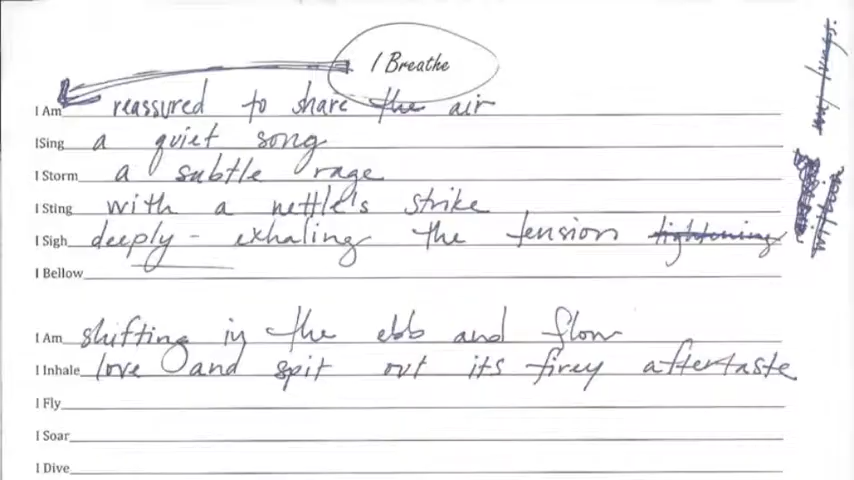 I Breathe
I Am reassured to share the air
I Sing a quiet song
I Storm a subtle rage
I Sting with a nettle's strike
I Sigh deeply - exhaling the tension tightening
I Bellow
I Am shifting in the ebb and flow
I Inhale love and spit out its firey aftertaste
I Fly
I Soar
I Dive